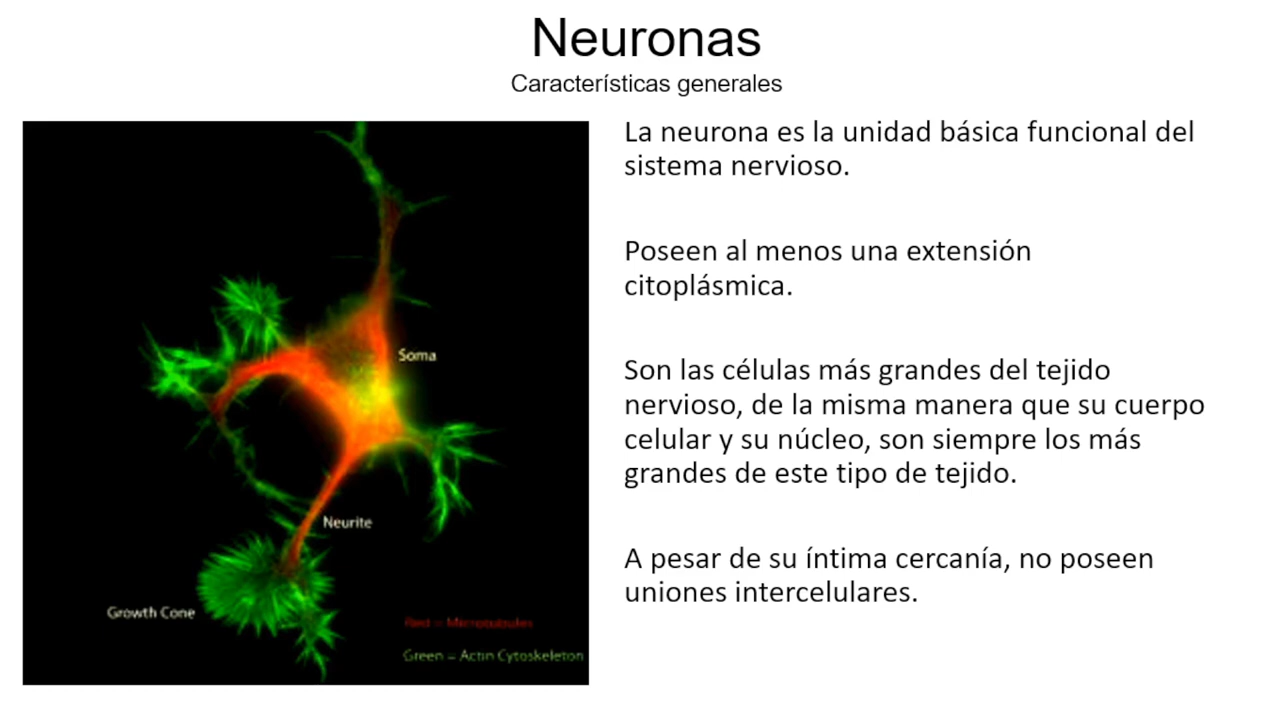 Neuronas
Características generales
La neurona es la unidad básica funcional del
sistema nervioso.
Poseen al menos una extensión
citoplásmica.
Son las células más grandes del tejido
nervioso, de la misma manera que su cuerpo
celular y su núcleo, son siempre los más
grandes de este tipo de tejido.
A pesar de su íntima cercanía, no poseen
uniones intercelulares.
Soma
Neurite
Growth Cone
Red = Microtubules
Green = Actin Cytoskeleton